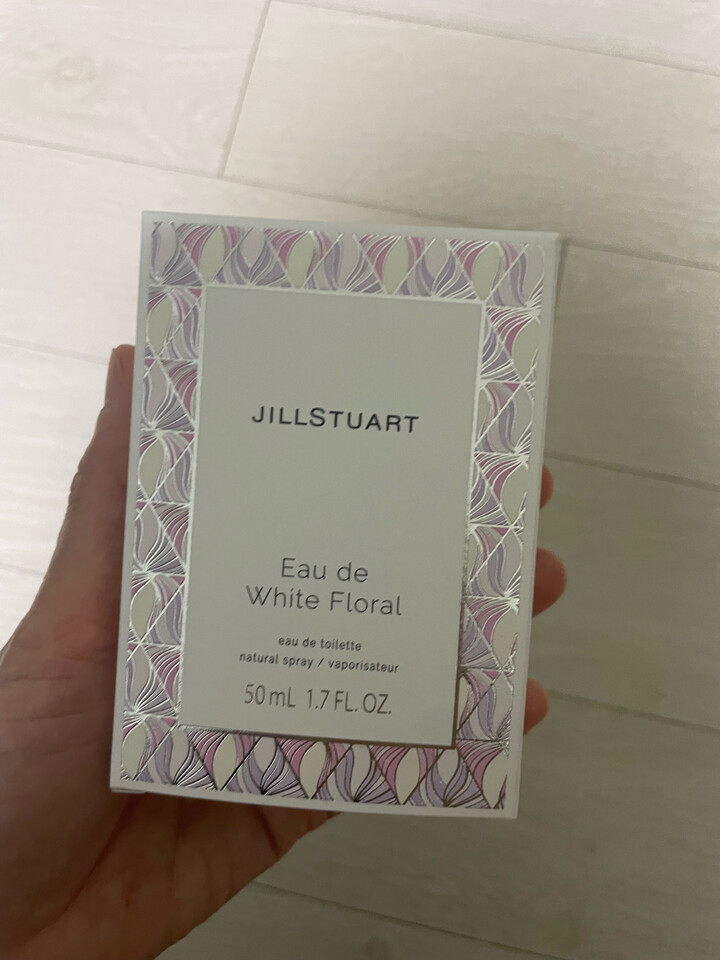 JILLSTUART
Eau de
White Floral
eau de toilette
natural spray / vaporisateur
50mL 1.7 FL. OZ.